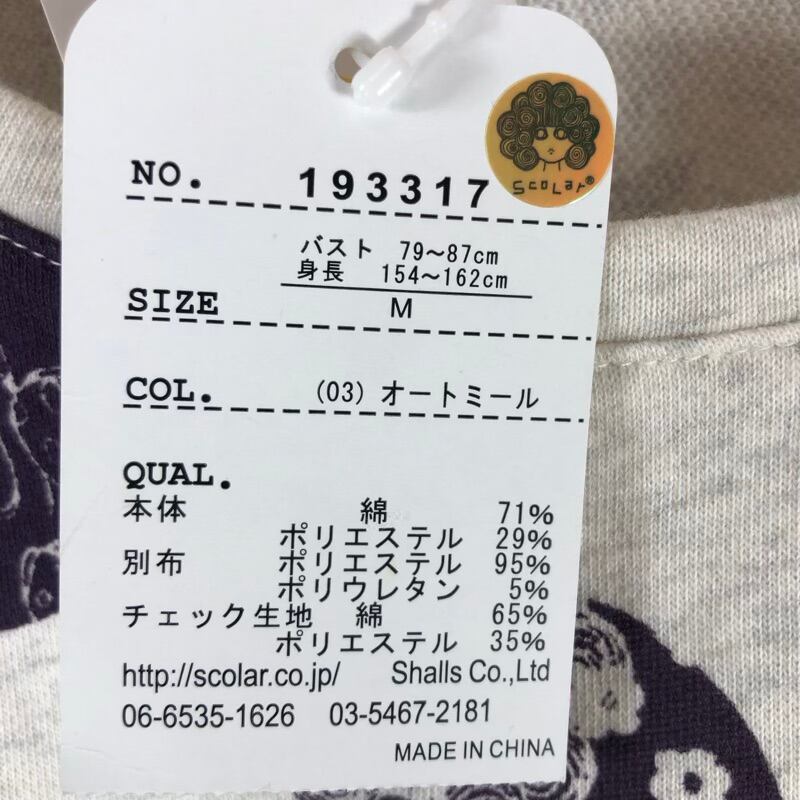 ScoLar®
NO. 193317
バスト 79~87cm
身長 154~162cm
SIZE M
COL. (03) オートミール
QUAL.
本体 綿 71%
ポリエステル 29%
別布 ポリエステル 95%
ポリウレタン 5%
チェック生地 綿 65%
ポリエステル 35%
http://scolar.co.jp/ Shalls Co.,Ltd
06-6535-1626 03-5467-2181
MADE IN CHINA